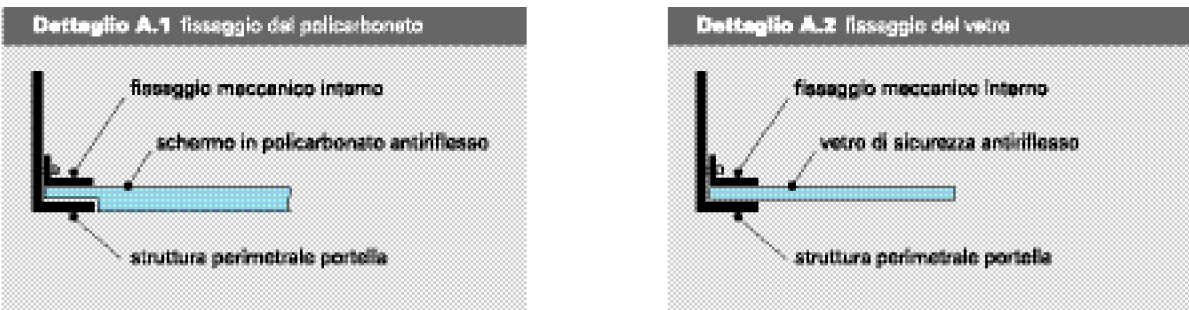 Dettaglio A.1 fissaggio del policarbonato
fissaggio meccanico interno
schermo in policarbonato antiriflesso
struttura perimetrale portella
Dettaglio A.2 fissaggio del vetro
fissaggio meccanico interno
vetro di sicurezza antiriflesso
struttura perimetrale portella